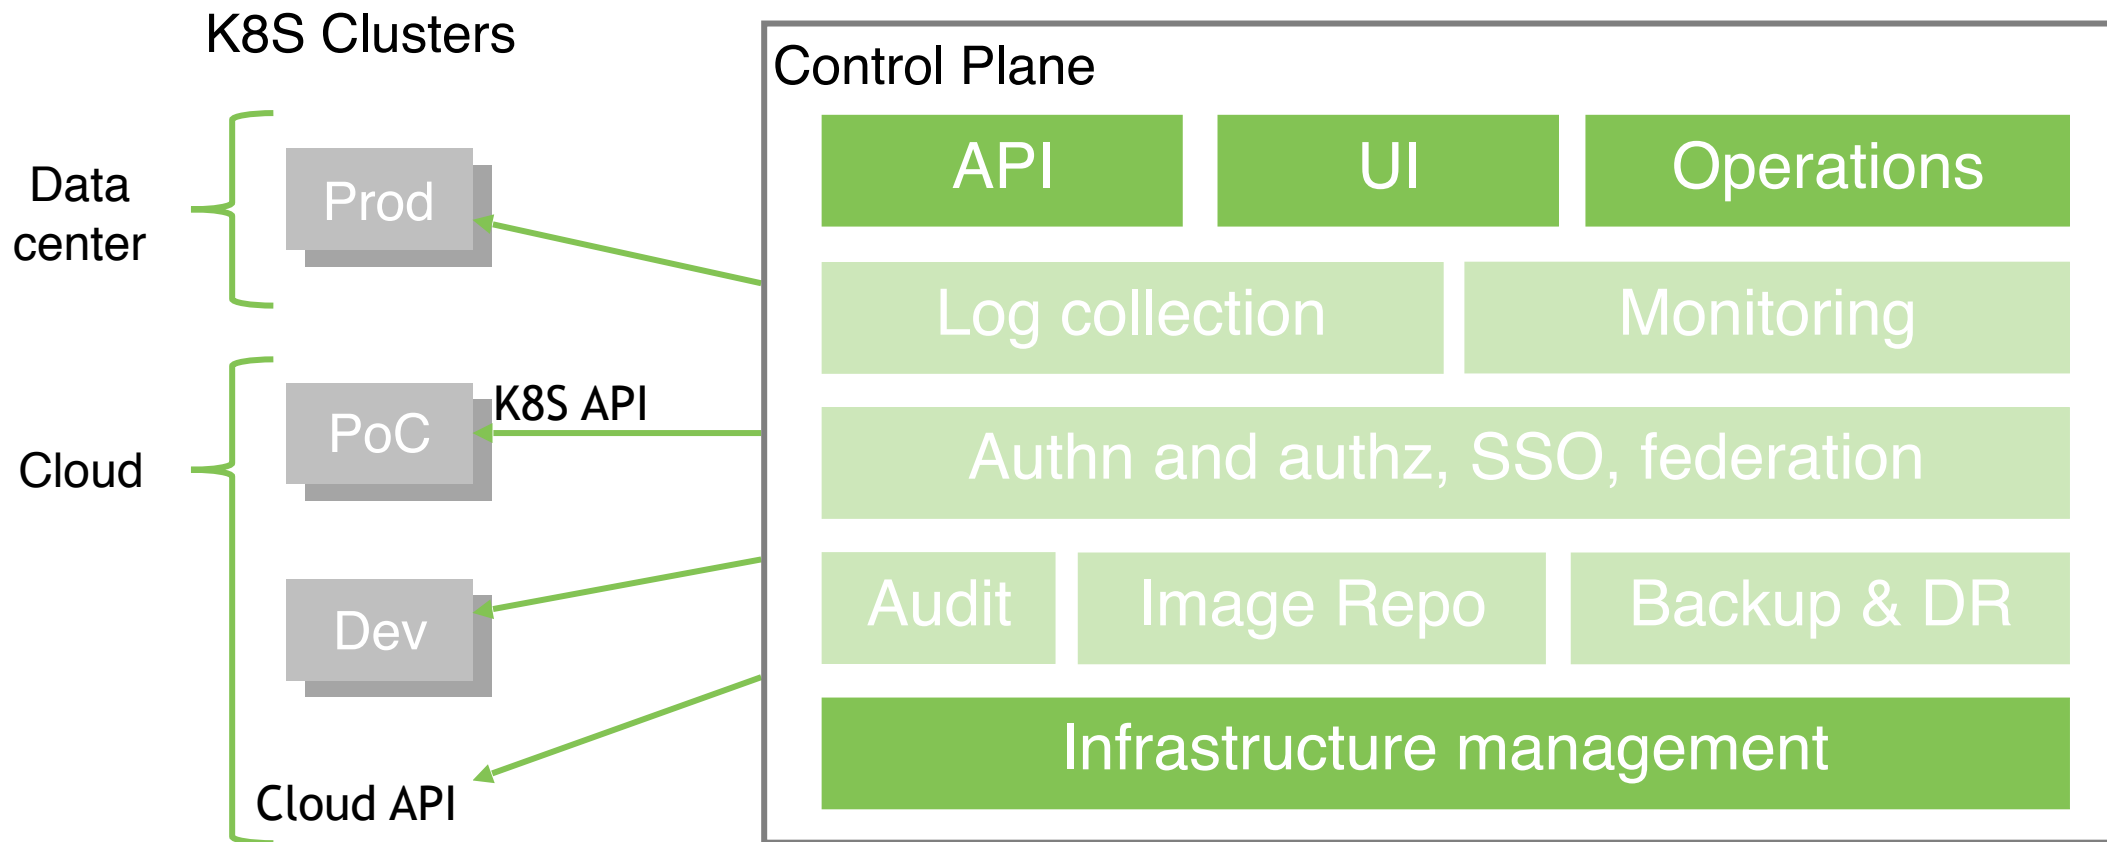 K8S Clusters
Control Plane
Data
center
Prod
API
UI
Operations
Log collection
Monitoring
Cloud
PoC
K8S API
Authn and authz, SSO, federation
Dev
Audit
Image Repo
Backup & DR
Cloud API
Infrastructure management